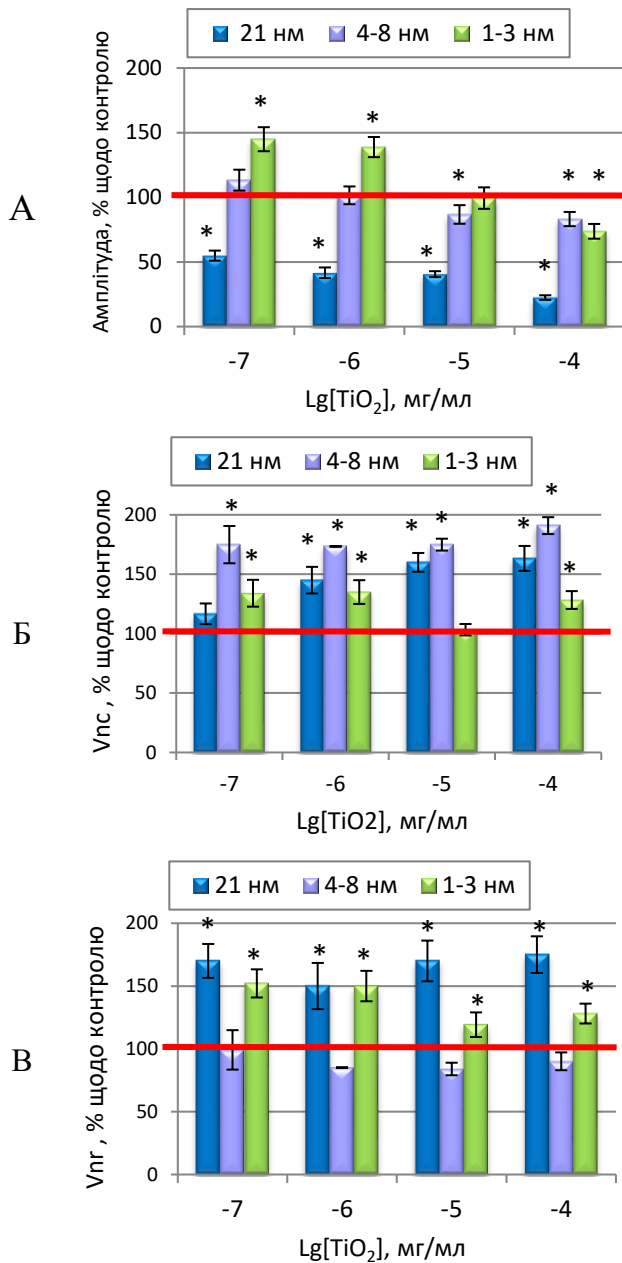 21 нм 4-8 нм 1-3 нм
А
Амплітуда, % щодо контролю
200
150
100
50
0
* * * * * * * * *
-7 -6 -5 -4
Lg[TiO₂], мг/мл
21 нм 4-8 нм 1-3 нм
Б
Vnc , % щодо контролю
200
150
100
50
0
* * * * * * * * * *
-7 -6 -5 -4
Lg[TiO2], мг/мл
21 нм 4-8 нм 1-3 нм
В
Vnr , % щодо контролю
200
150
100
50
0
* * * * * * * *
-7 -6 -5 -4
Lg[TiO₂], мг/мл